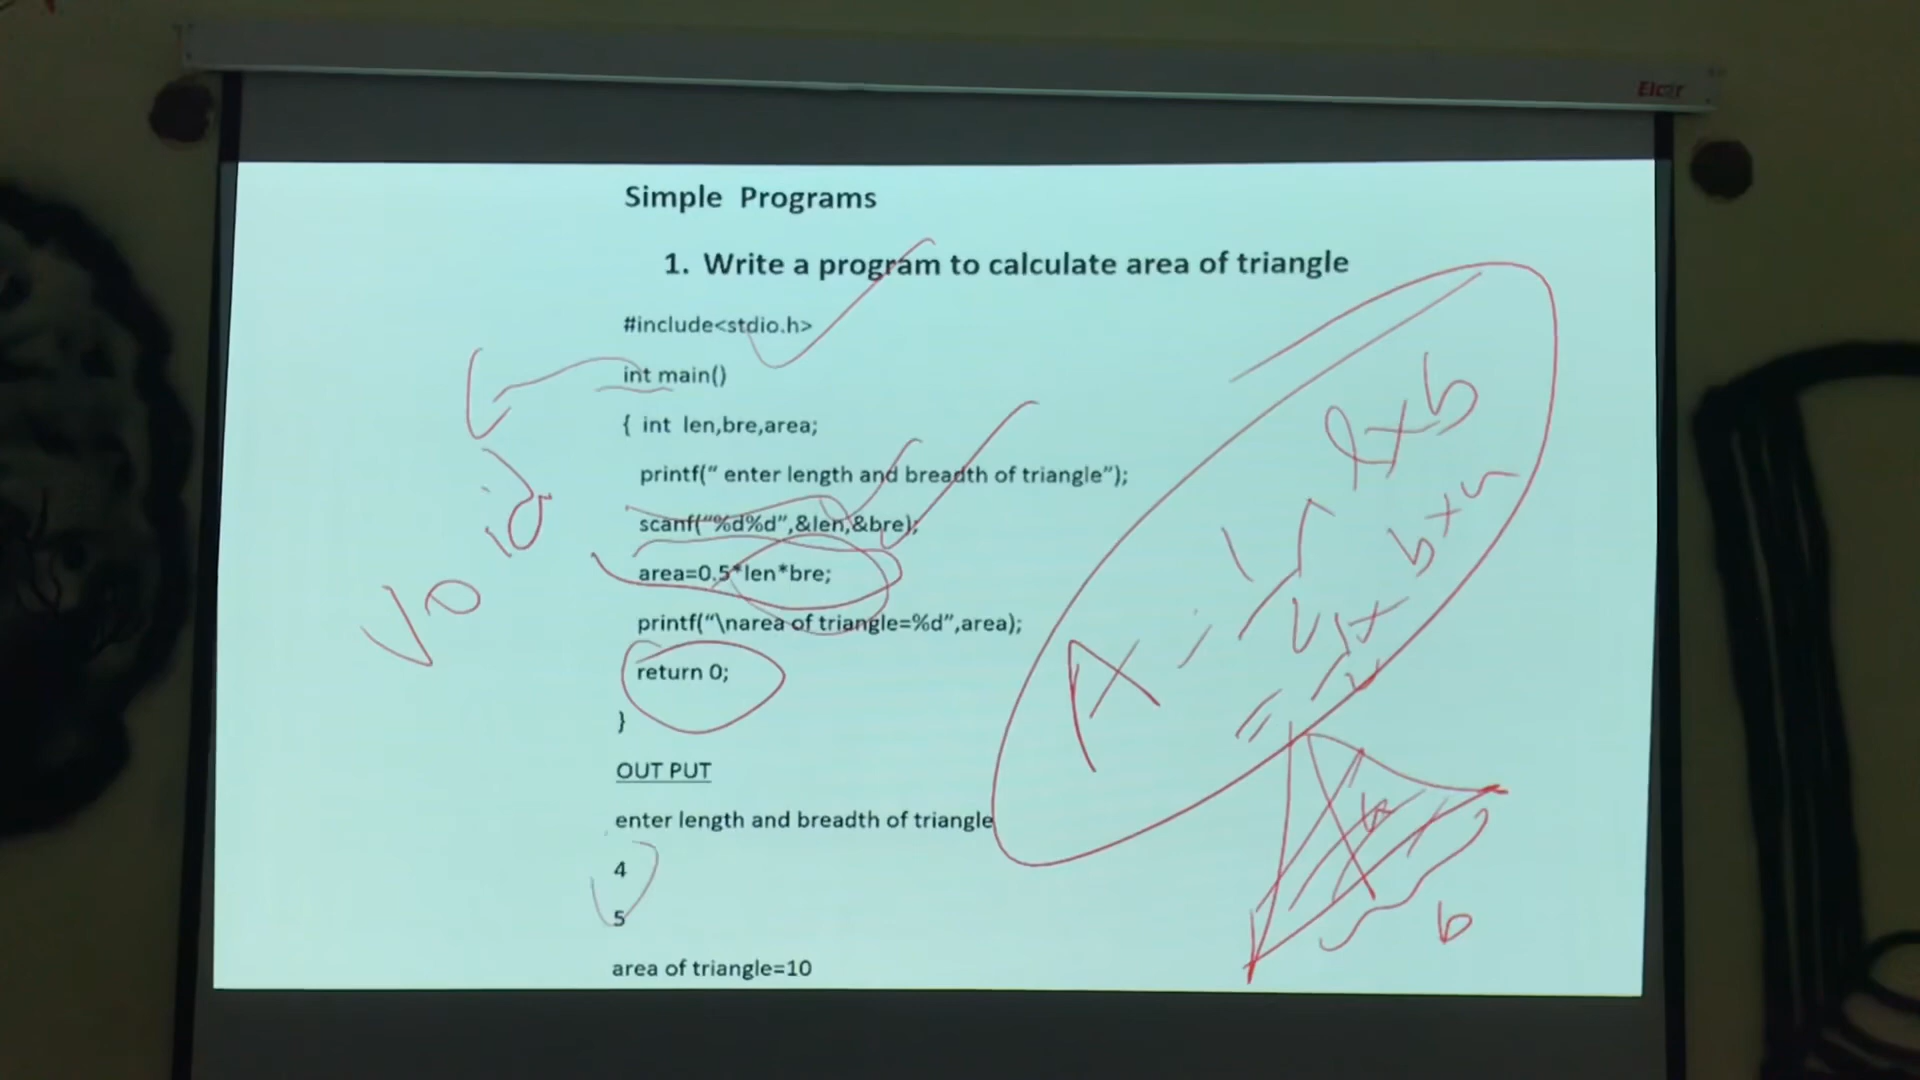 Elcor
Simple Programs
1. Write a program to calculate area of triangle
#include<stdio.h>
int main()
{ int len,bre,area;
printf(“ enter length and breadth of triangle”);
scanf(“%d%d”,&len,&bre);
area=0.5*len*bre;
printf(“\narea of triangle=%d”,area);
return 0;
}
OUT PUT
enter length and breadth of triangle
4
5
area of triangle=10
void
l×b
b×h
A =
b